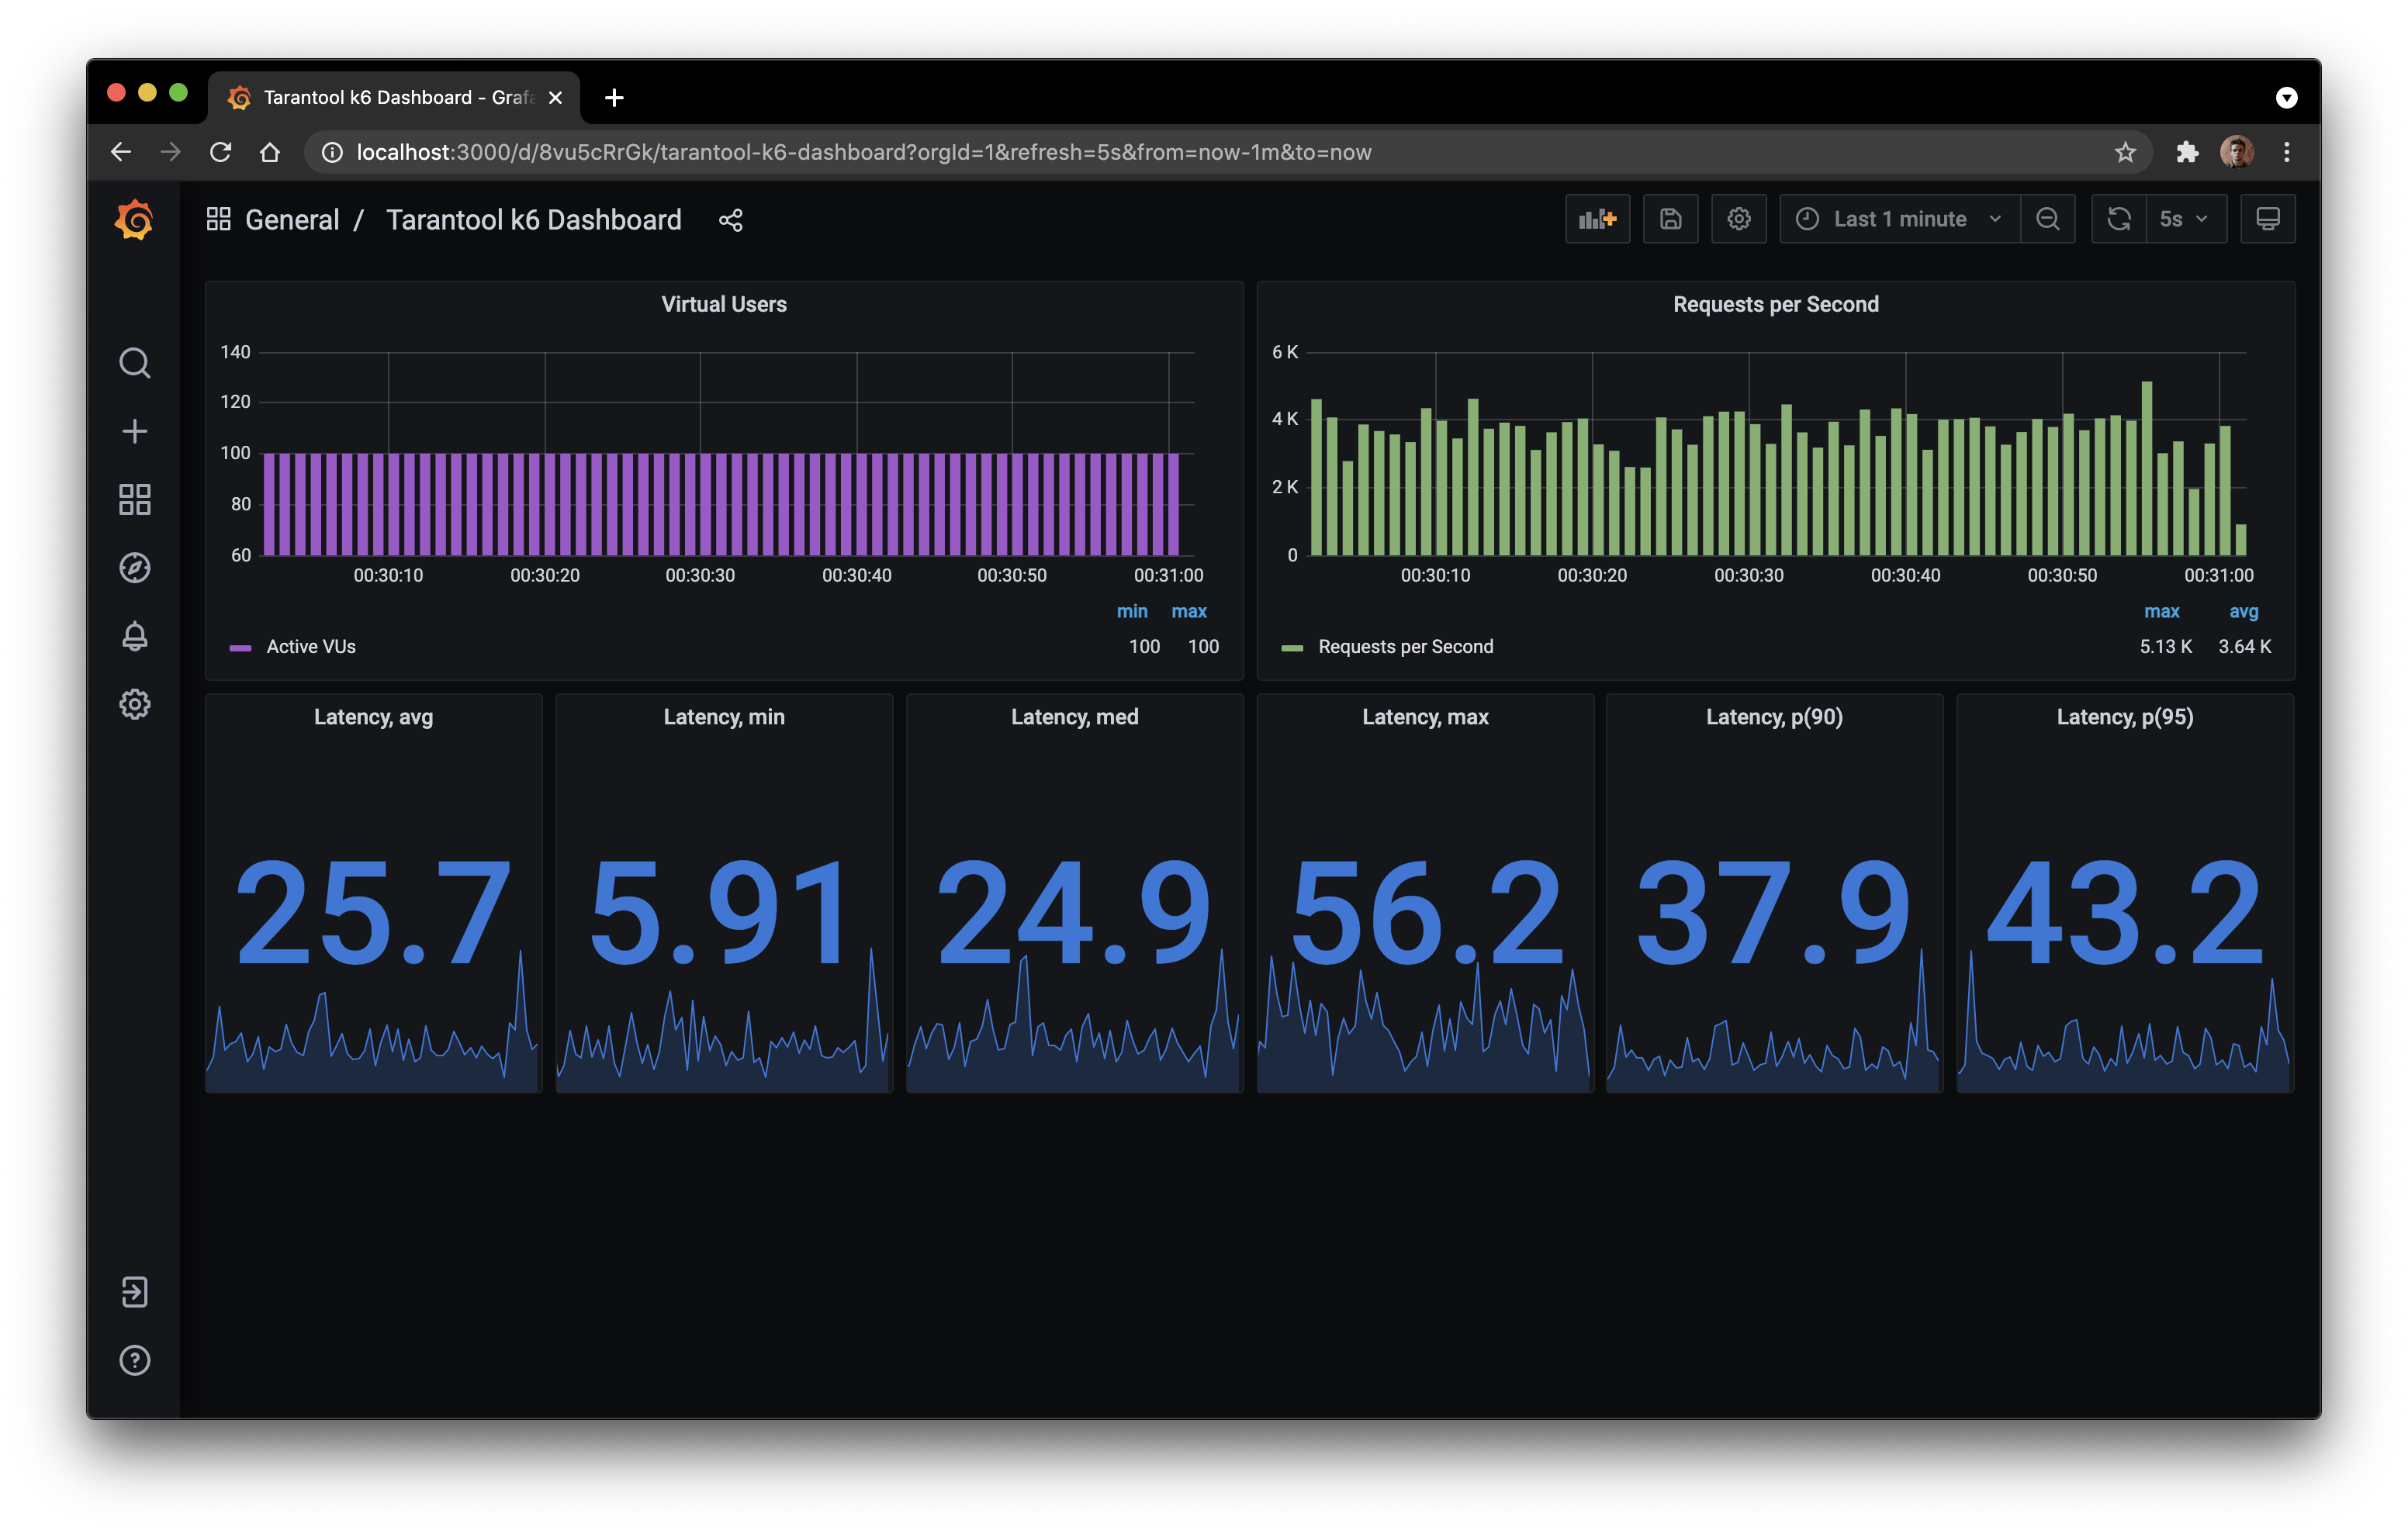 Tarantool k6 Dashboard - Grafa
localhost:3000/d/8vu5cRrGk/tarantool-k6-dashboard?orgId=1&refresh=5s&from=now-1m&to=now
General / Tarantool k6 Dashboard
Last 1 minute
5s
Virtual Users
140
120
100
80
60
00:30:10 00:30:20 00:30:30 00:30:40 00:30:50 00:31:00
min max
Active VUs 100 100
Requests per Second
6 K
4 K
2 K
0
00:30:10 00:30:20 00:30:30 00:30:40 00:30:50 00:31:00
max avg
Requests per Second 5.13 K 3.64 K
Latency, avg
25.7
Latency, min
5.91
Latency, med
24.9
Latency, max
56.2
Latency, p(90)
37.9
Latency, p(95)
43.2